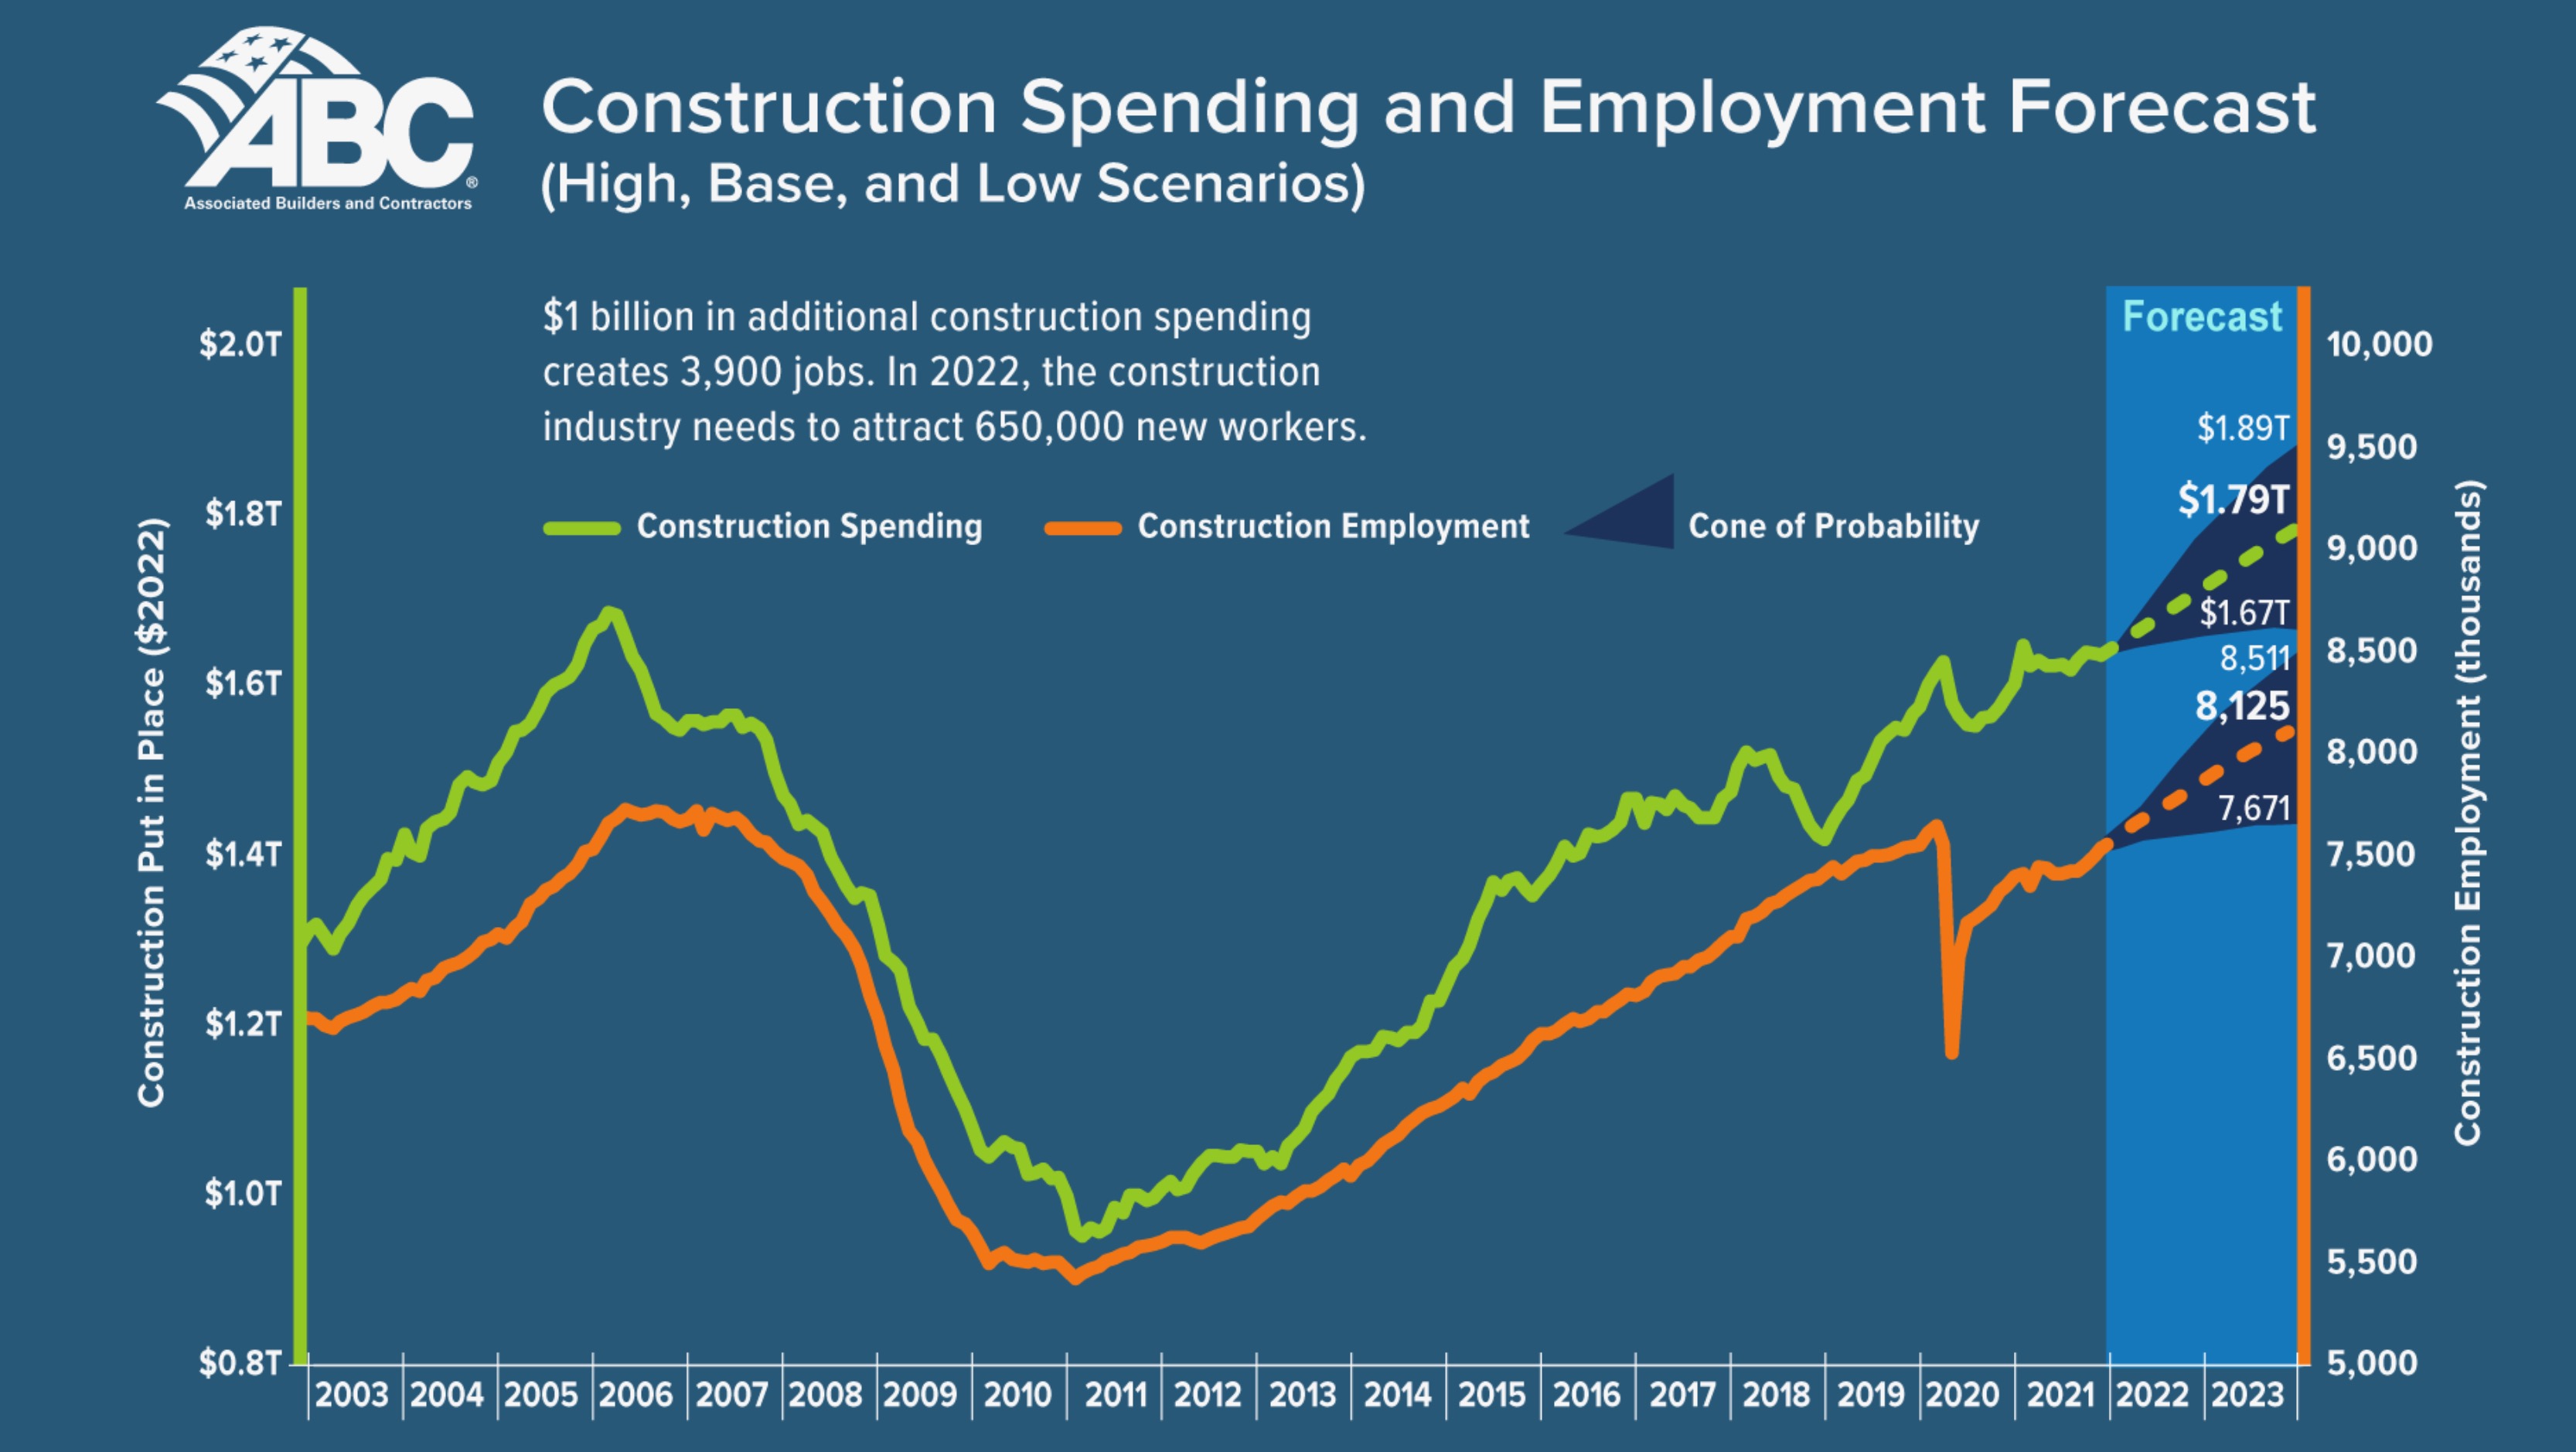 ABC®
Associated Builders and Contractors
Construction Spending and Employment Forecast
(High, Base, and Low Scenarios)
$1 billion in additional construction spending
creates 3,900 jobs. In 2022, the construction
industry needs to attract 650,000 new workers.
Construction Spending
Construction Employment
Cone of Probability
Construction Put in Place ($2022)
$2.0T
$1.8T
$1.6T
$1.4T
$1.2T
$1.0T
$0.8T
Forecast
$1.89T
$1.79T
$1.67T
8,511
8,125
7,671
10,000
9,500
9,000
8,500
8,000
7,500
7,000
6,500
6,000
5,500
5,000
Construction Employment (thousands)
2003 2004 2005 2006 2007 2008 2009 2010 2011 2012 2013 2014 2015 2016 2017 2018 2019 2020 2021 2022 2023